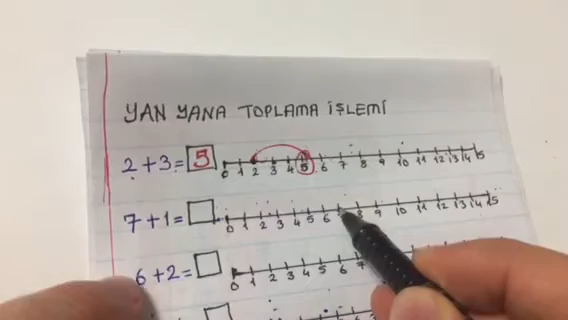 YAN YANA TOPLAMA İŞLEMİ
2+3=5 0 1 2 3 4 5 6 7 8 9 10 11 12 13 14 15
7+1= 0 1 2 3 4 5 6 8 9 10 11 12 13 14 15
6+2= 0 1 2 3 4 5 6 7